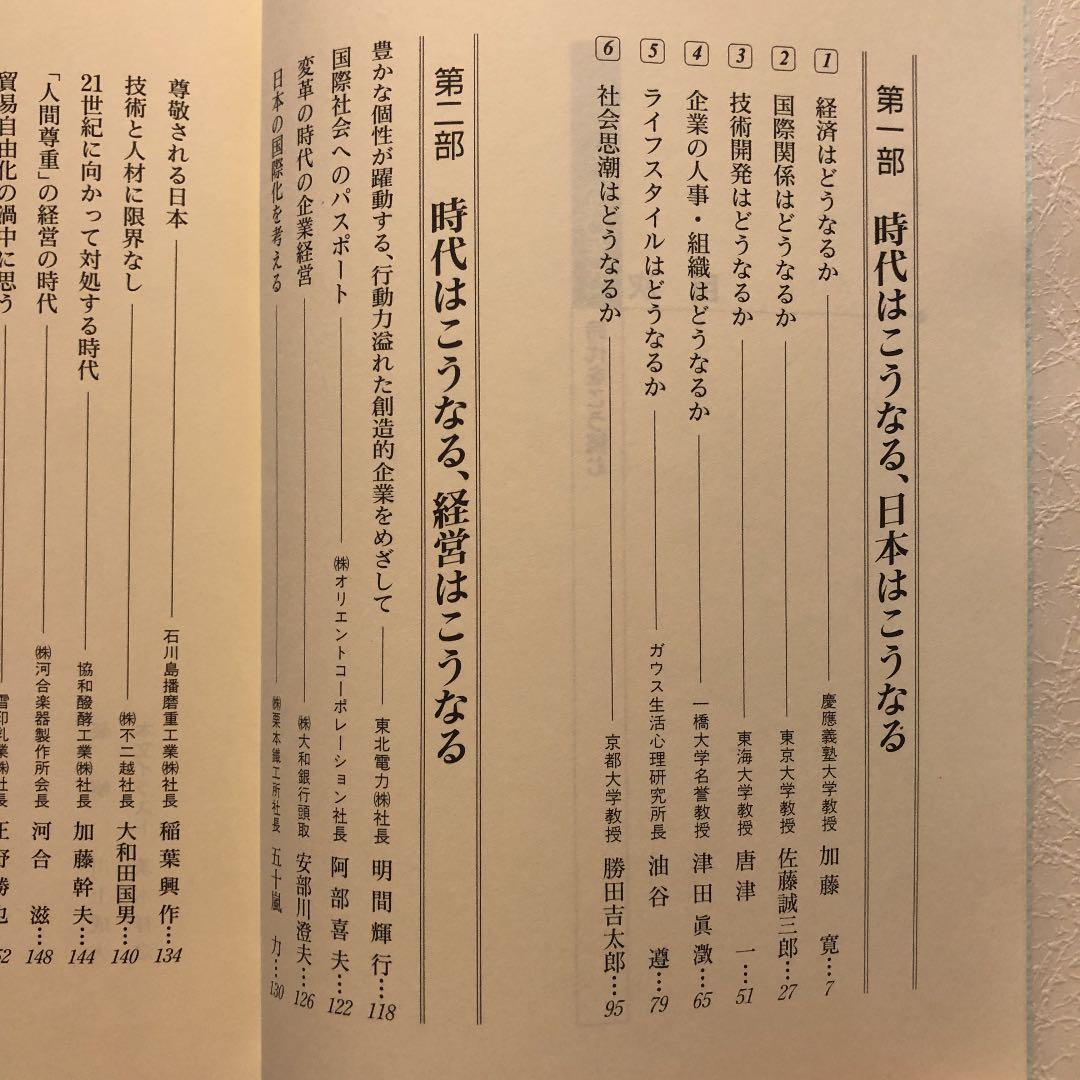 第一部 時代はこうなる、日本はこうなる
1 経済はどうなるか 慶應義塾大学教授 加藤 寛…7
2 国際関係はどうなるか 東京大学教授 佐藤誠三郎…27
3 技術開発はどうなるか 東海大学教授 唐津 一…51
4 企業の人事・組織はどうなるか 一橋大学名誉教授 津田眞澂…65
5 ライフスタイルはどうなるか ガウス生活心理研究所長 油谷 遵…79
6 社会思潮はどうなるか 京都大学教授 勝田吉太郎…95
第二部 時代はこうなる、経営はこうなる
豊かな個性が躍動する、行動力溢れた創造的企業をめざして 東北電力㈱社長 明間輝行…118
国際社会へのパスポート ㈱オリエントコーポレーション社長 阿部喜夫…122
変革の時代の企業経営 ㈱大和銀行頭取 安部川澄夫…126
日本の国際化を考える ㈱栗本鐵工所社長 五十嵐 力…130
尊敬される日本 石川島播磨重工業㈱社長 稲葉興作…134
技術と人材に限界なし ㈱不二越社長 大和田国男…140
21世紀に向かって対処する時代 協和醱酵工業㈱社長 加藤幹夫…144
「人間尊重」の経営の時代 ㈱河合楽器製作所会長 河合 滋…148
貿易自由化の渦中に思う 雪印乳業㈱社長